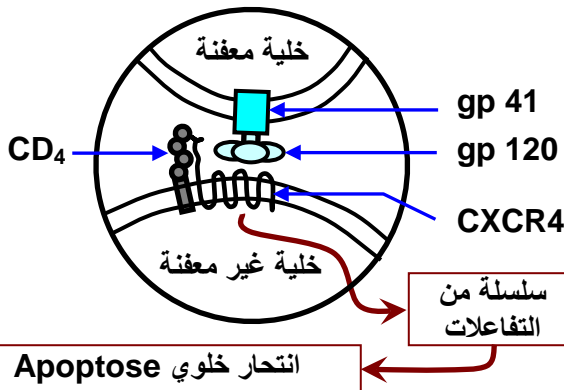 خلية معفنة
gp 41
CD4
gp 120
CXCR4
خلية غير معفنة
سلسلة من
التفاعلات
انتحار خلوي Apoptose